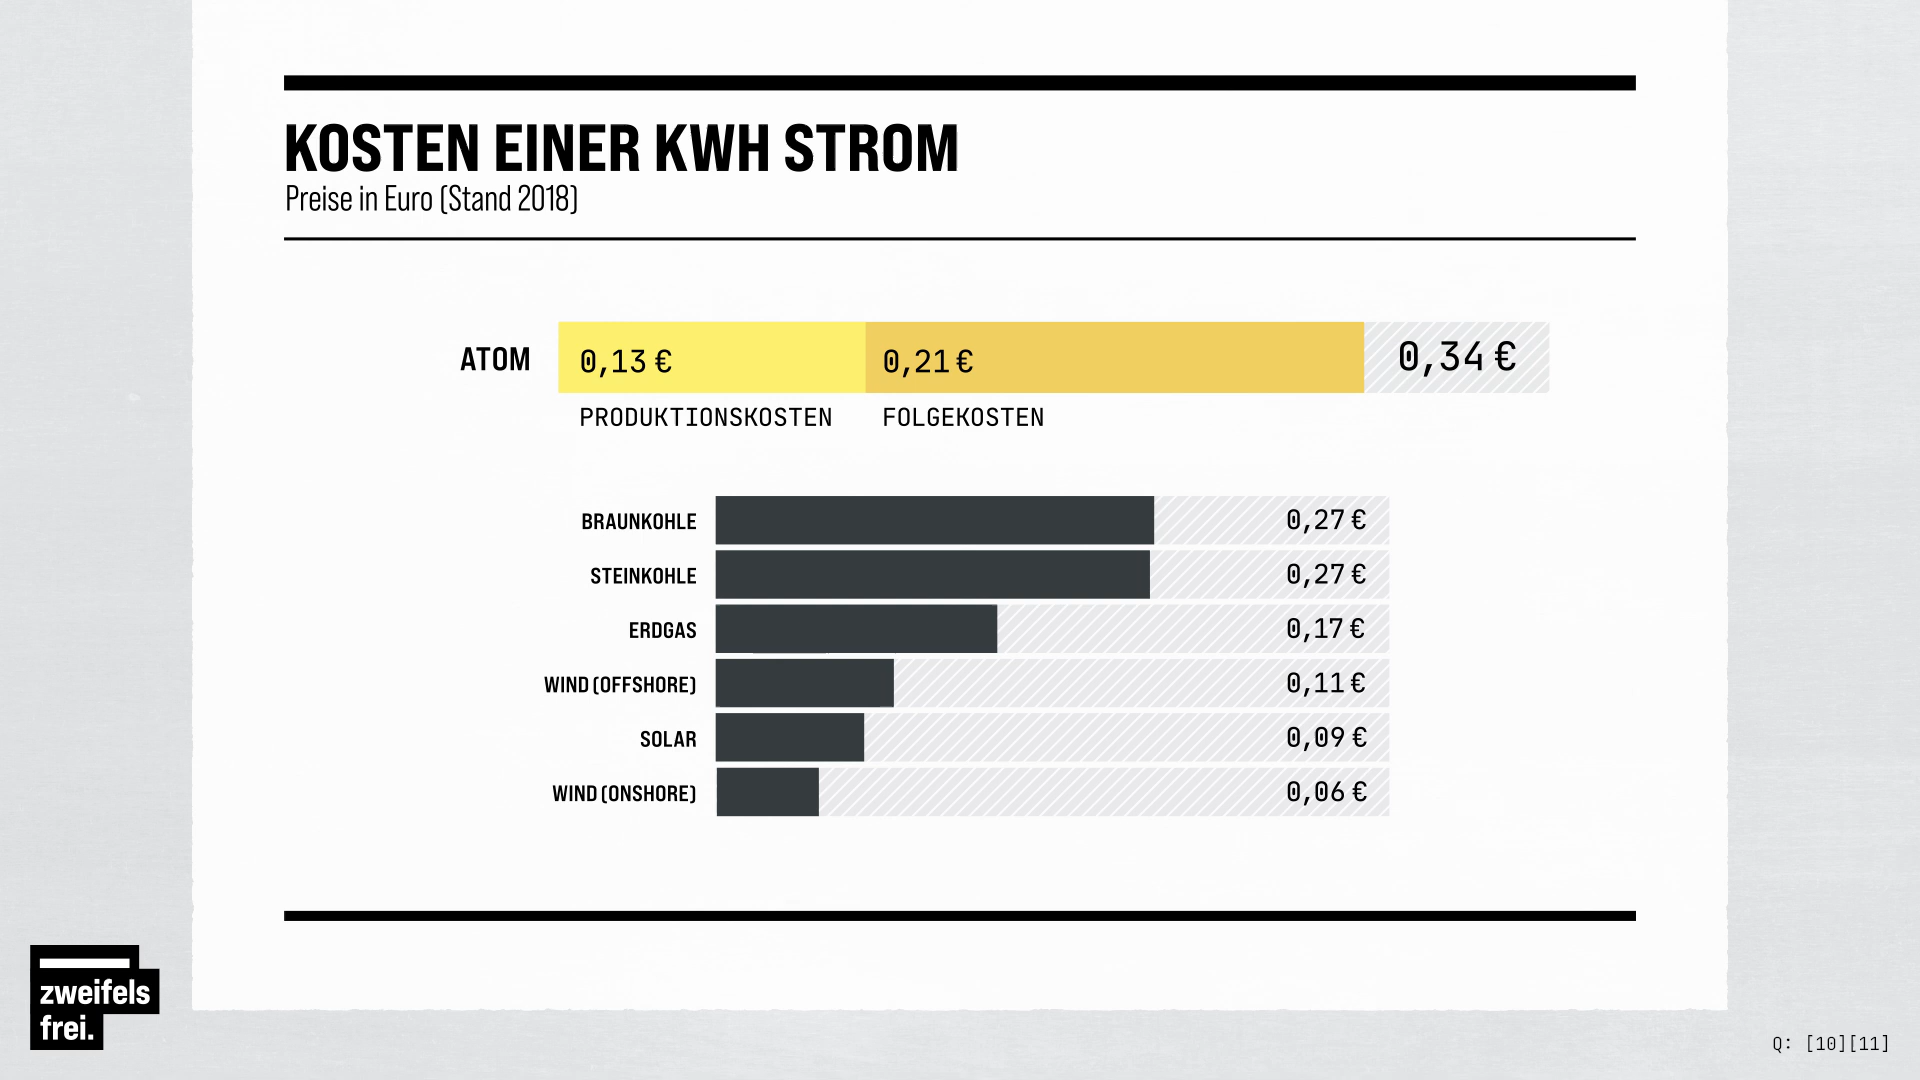 KOSTEN EINER KWH STROM
Preise in Euro (Stand 2018)
ATOM 0,13 € 0,21 € 0,34 €
PRODUKTIONSKOSTEN FOLGEKOSTEN
BRAUNKOHLE 0,27 €
STEINKOHLE 0,27 €
ERDGAS 0,17 €
WIND (OFFSHORE) 0,11 €
SOLAR 0,09 €
WIND (ONSHORE) 0,06 €
zweifels
frei.
Q: [10][11]